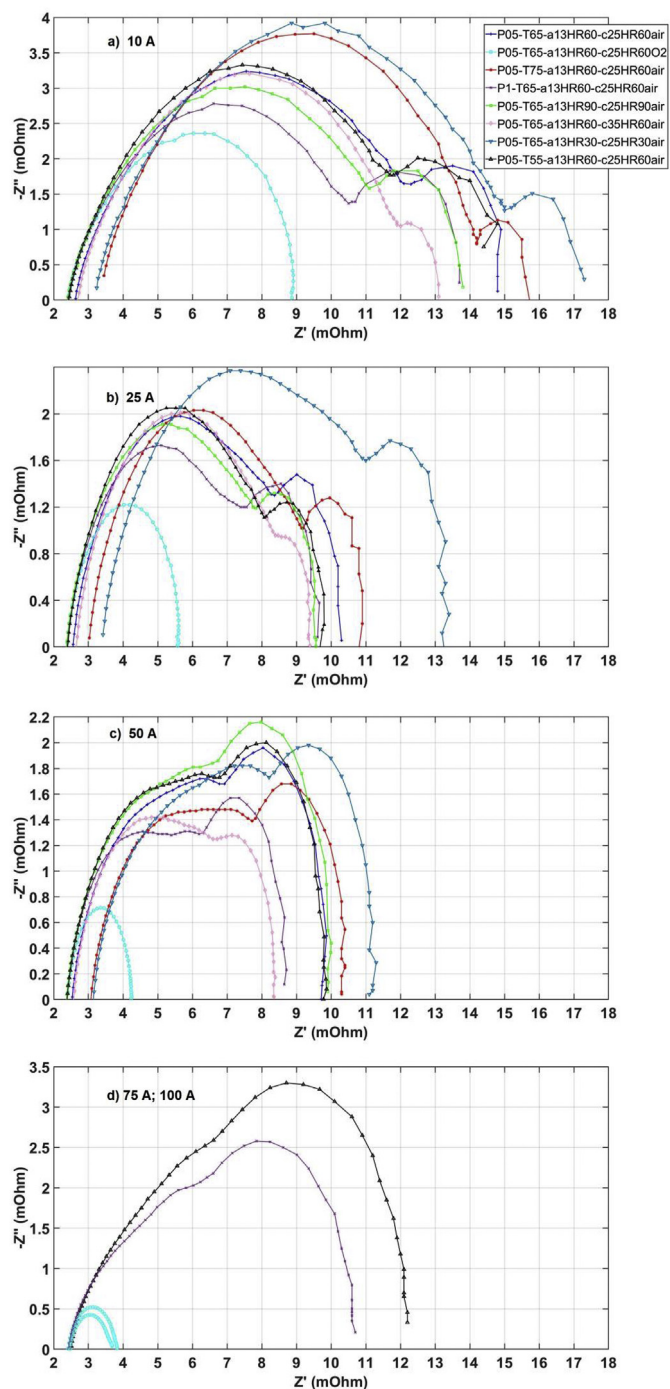 a) 10 A
P05-T65-a13HR60-c25HR60air
P05-T65-a13HR60-c25HR60O2
P05-T75-a13HR60-c25HR60air
P1-T65-a13HR60-c25HR60air
P05-T65-a13HR90-c25HR90air
P05-T65-a13HR60-c35HR60air
P05-T65-a13HR30-c25HR30air
P05-T55-a13HR60-c25HR60air
-Z'' (mOhm)
4
3.5
3
2.5
2
1.5
1
0.5
0
2 3 4 5 6 7 8 9 10 11 12 13 14 15 16 17 18
Z' (mOhm)
b) 25 A
-Z'' (mOhm)
2
1.6
1.2
0.8
0.4
0
2 3 4 5 6 7 8 9 10 11 12 13 14 15 16 17 18
Z' (mOhm)
c) 50 A
-Z'' (mOhm)
2.2
2
1.8
1.6
1.4
1.2
1
0.8
0.6
0.4
0.2
0
2 3 4 5 6 7 8 9 10 11 12 13 14 15 16 17 18
Z' (mOhm)
d) 75 A; 100 A
-Z'' (mOhm)
3.5
3
2.5
2
1.5
1
0.5
0
2 3 4 5 6 7 8 9 10 11 12 13 14 15 16 17 18
Z' (mOhm)